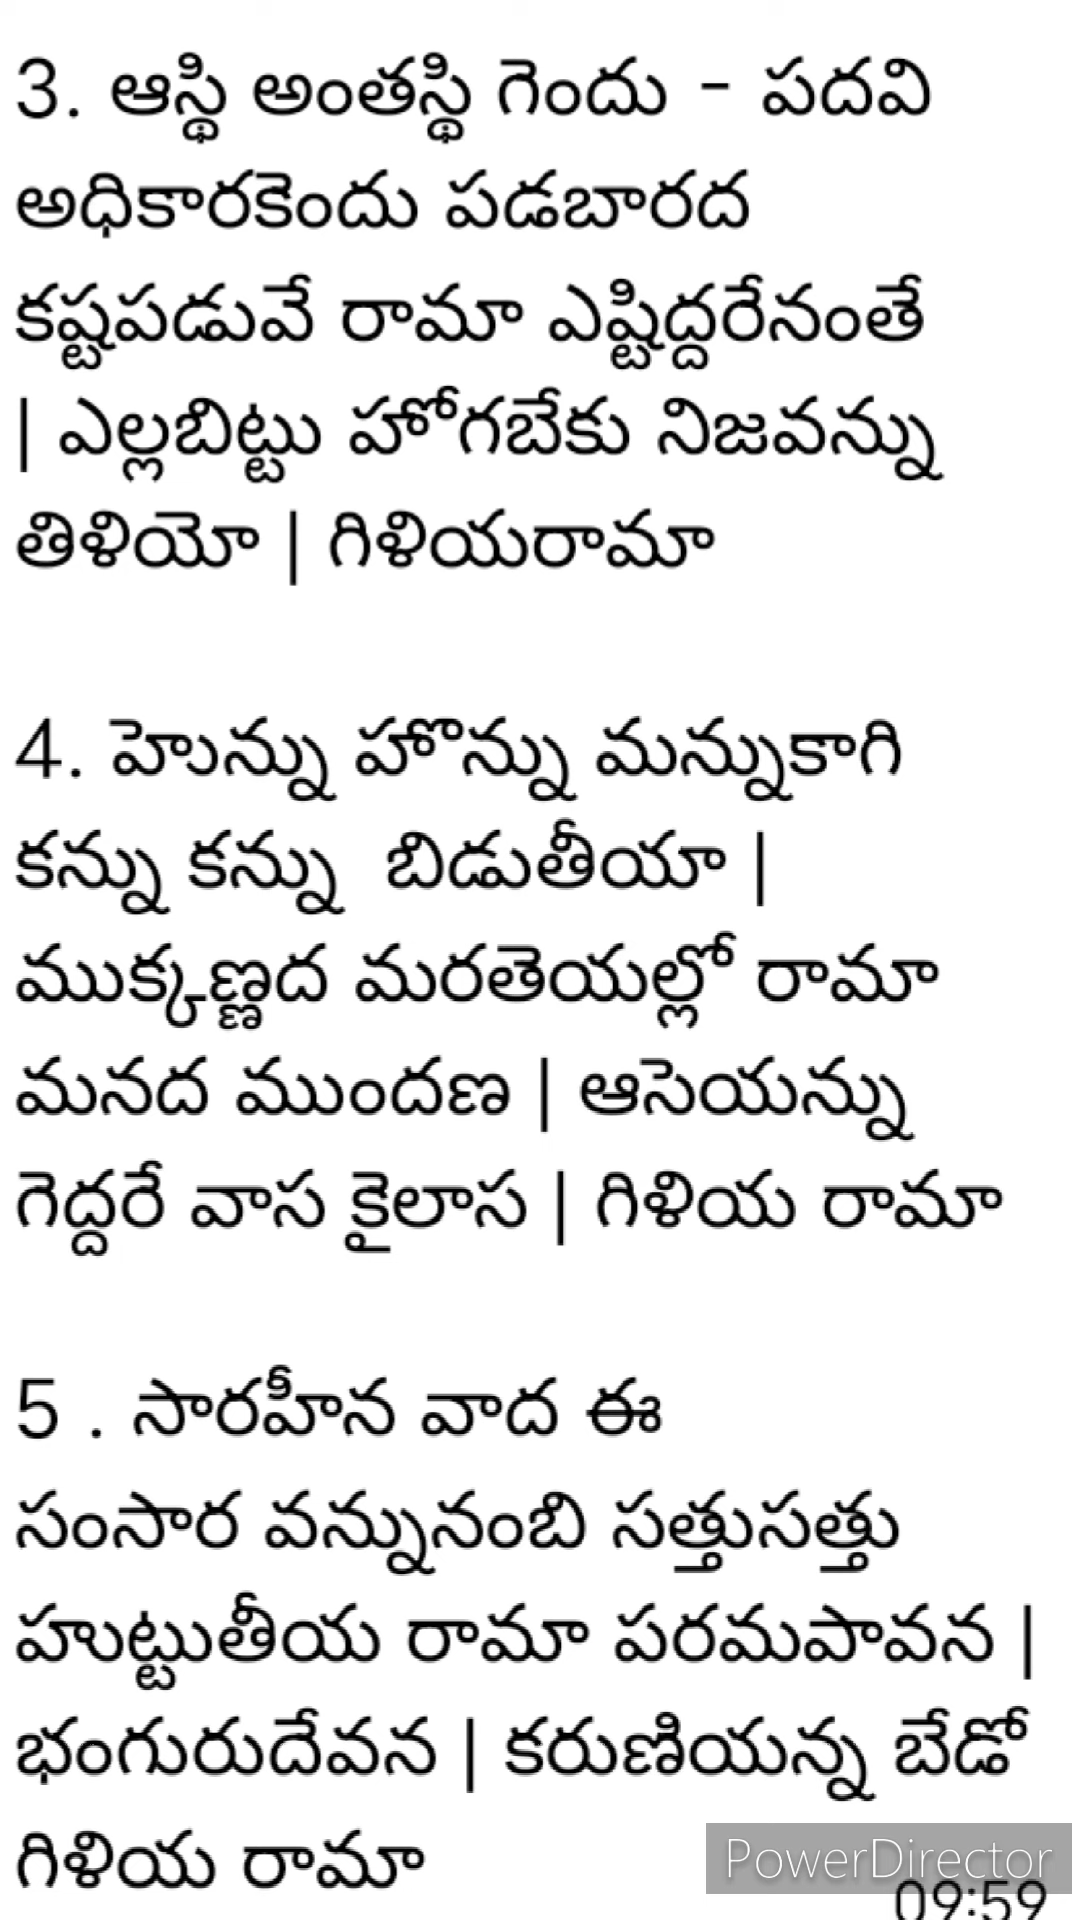 3. ఆస్థి అంతస్థి గెందు - పదవి
అధికారకెందు పడబారద
కష్టపడువే రామా ఎష్టిద్దరేనంతే
| ఎల్లబిట్టు హోగబేకు నిజవన్ను
తిళియో | గిళియరామా
4. హెున్ను హొన్ను మన్నుకాగి
కన్ను కన్ను బిడుతీయా |
ముక్కణ్ణద మరతెయల్లో రామా
మనద ముందణ | ఆసెయన్ను
గెద్దరే వాస కైలాస | గిళియ రామా
5 . సారహీన వాద ఈ
సంసార వన్నునంబి సత్తుసత్తు
హుట్టుతీయ రామా పరమపావన |
భంగురుదేవన | కరుణియన్న బేడో
గిళియ రామా
PowerDirector
09:59